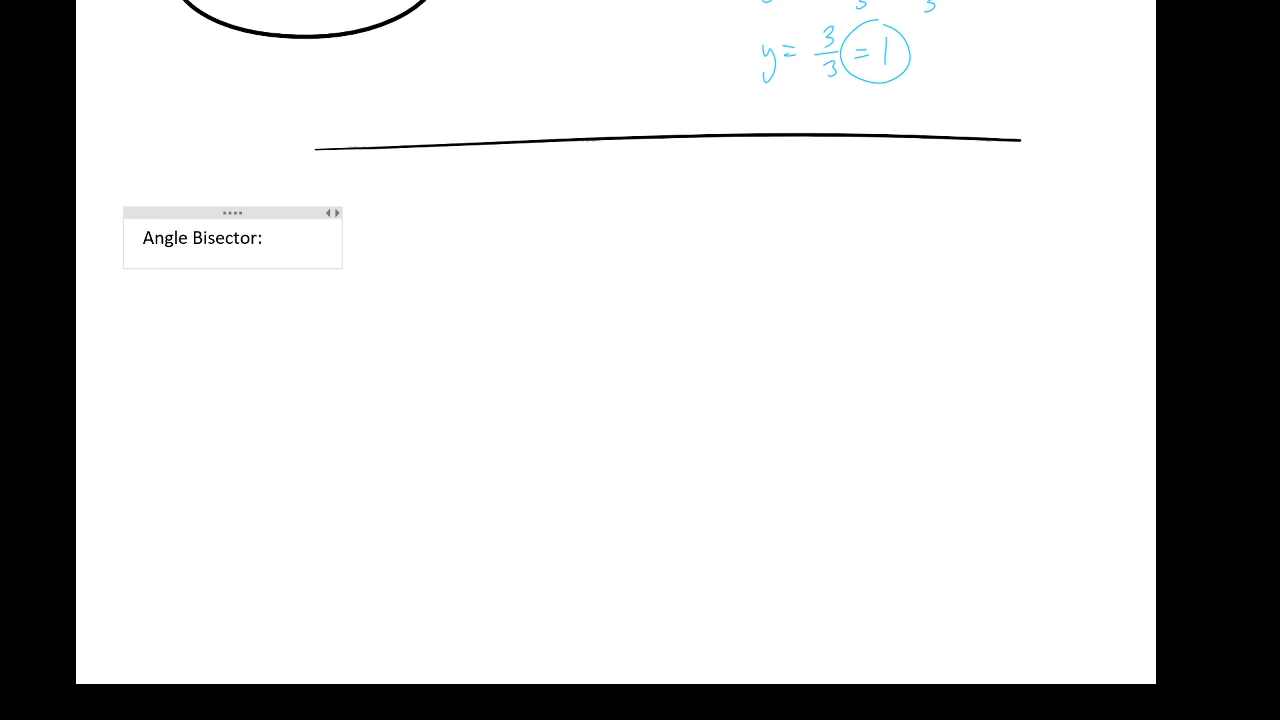 y = 3/3 = 1
Angle Bisector: